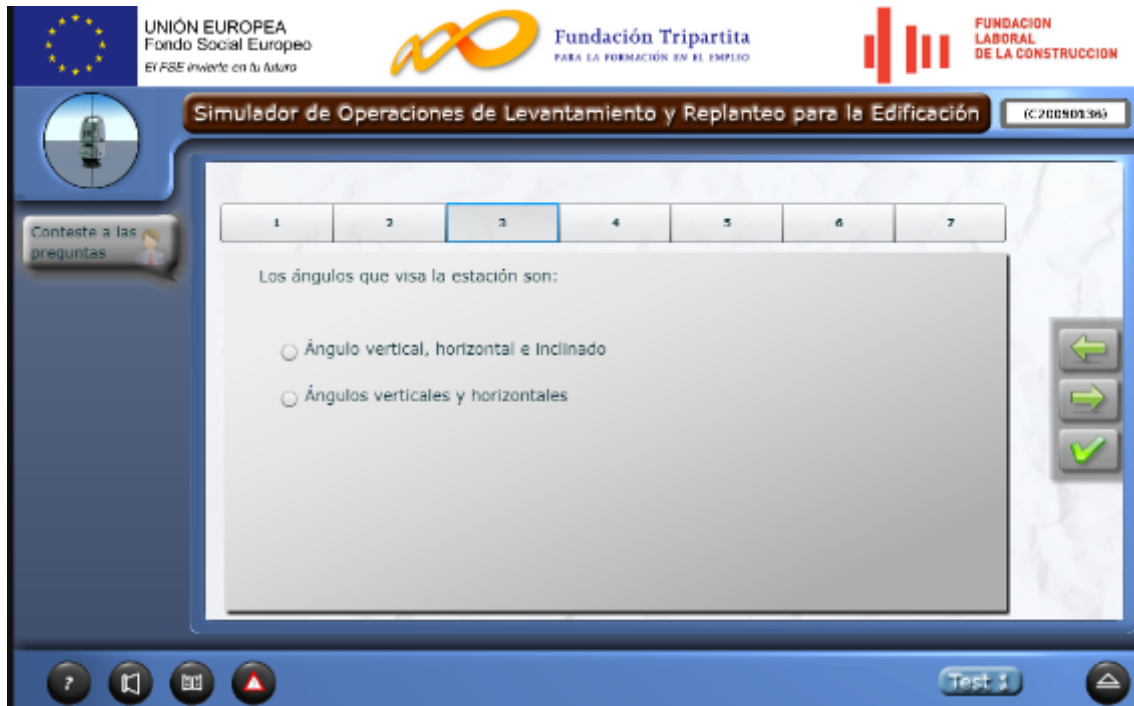 UNIÓN EUROPEA
Fondo Social Europeo
El FSE invierte en tu futuro
Fundación Tripartita
PARA LA FORMACIÓN EN EL EMPLEO
FUNDACION
LABORAL
DE LA CONSTRUCCION
Simulador de Operaciones de Levantamiento y Replanteo para la Edificación
(C20090136)
Conteste a las
preguntas
1 2 3 4 5 6 7
Los ángulos que visa la estación son:
Ángulo vertical, horizontal e inclinado
Ángulos verticales y horizontales
?
Test 1